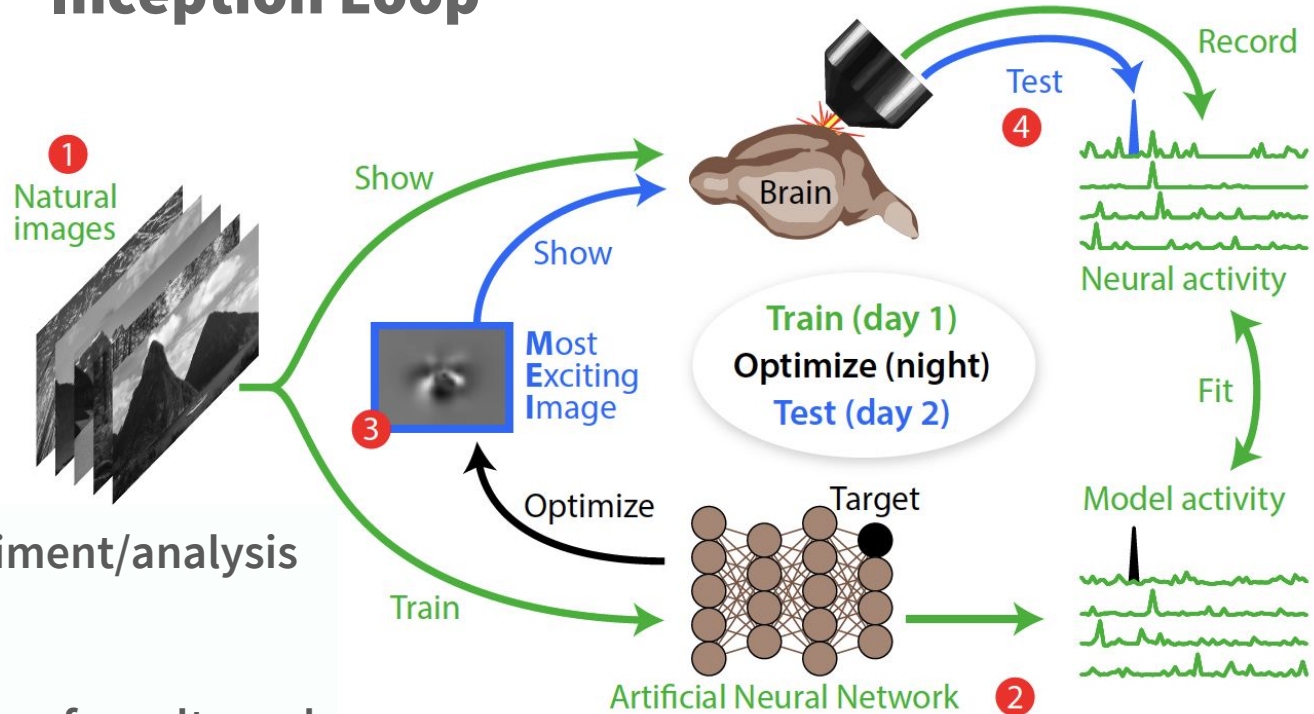 Inception Loop
1
Natural
images
Show
Show
Brain
Test
4
Record
Neural activity
Most
Exciting
Image
3
Train (day 1)
Optimize (night)
Test (day 2)
Fit
Optimize
Target
Model activity
Train
Artificial Neural Network
2
iment/analysis